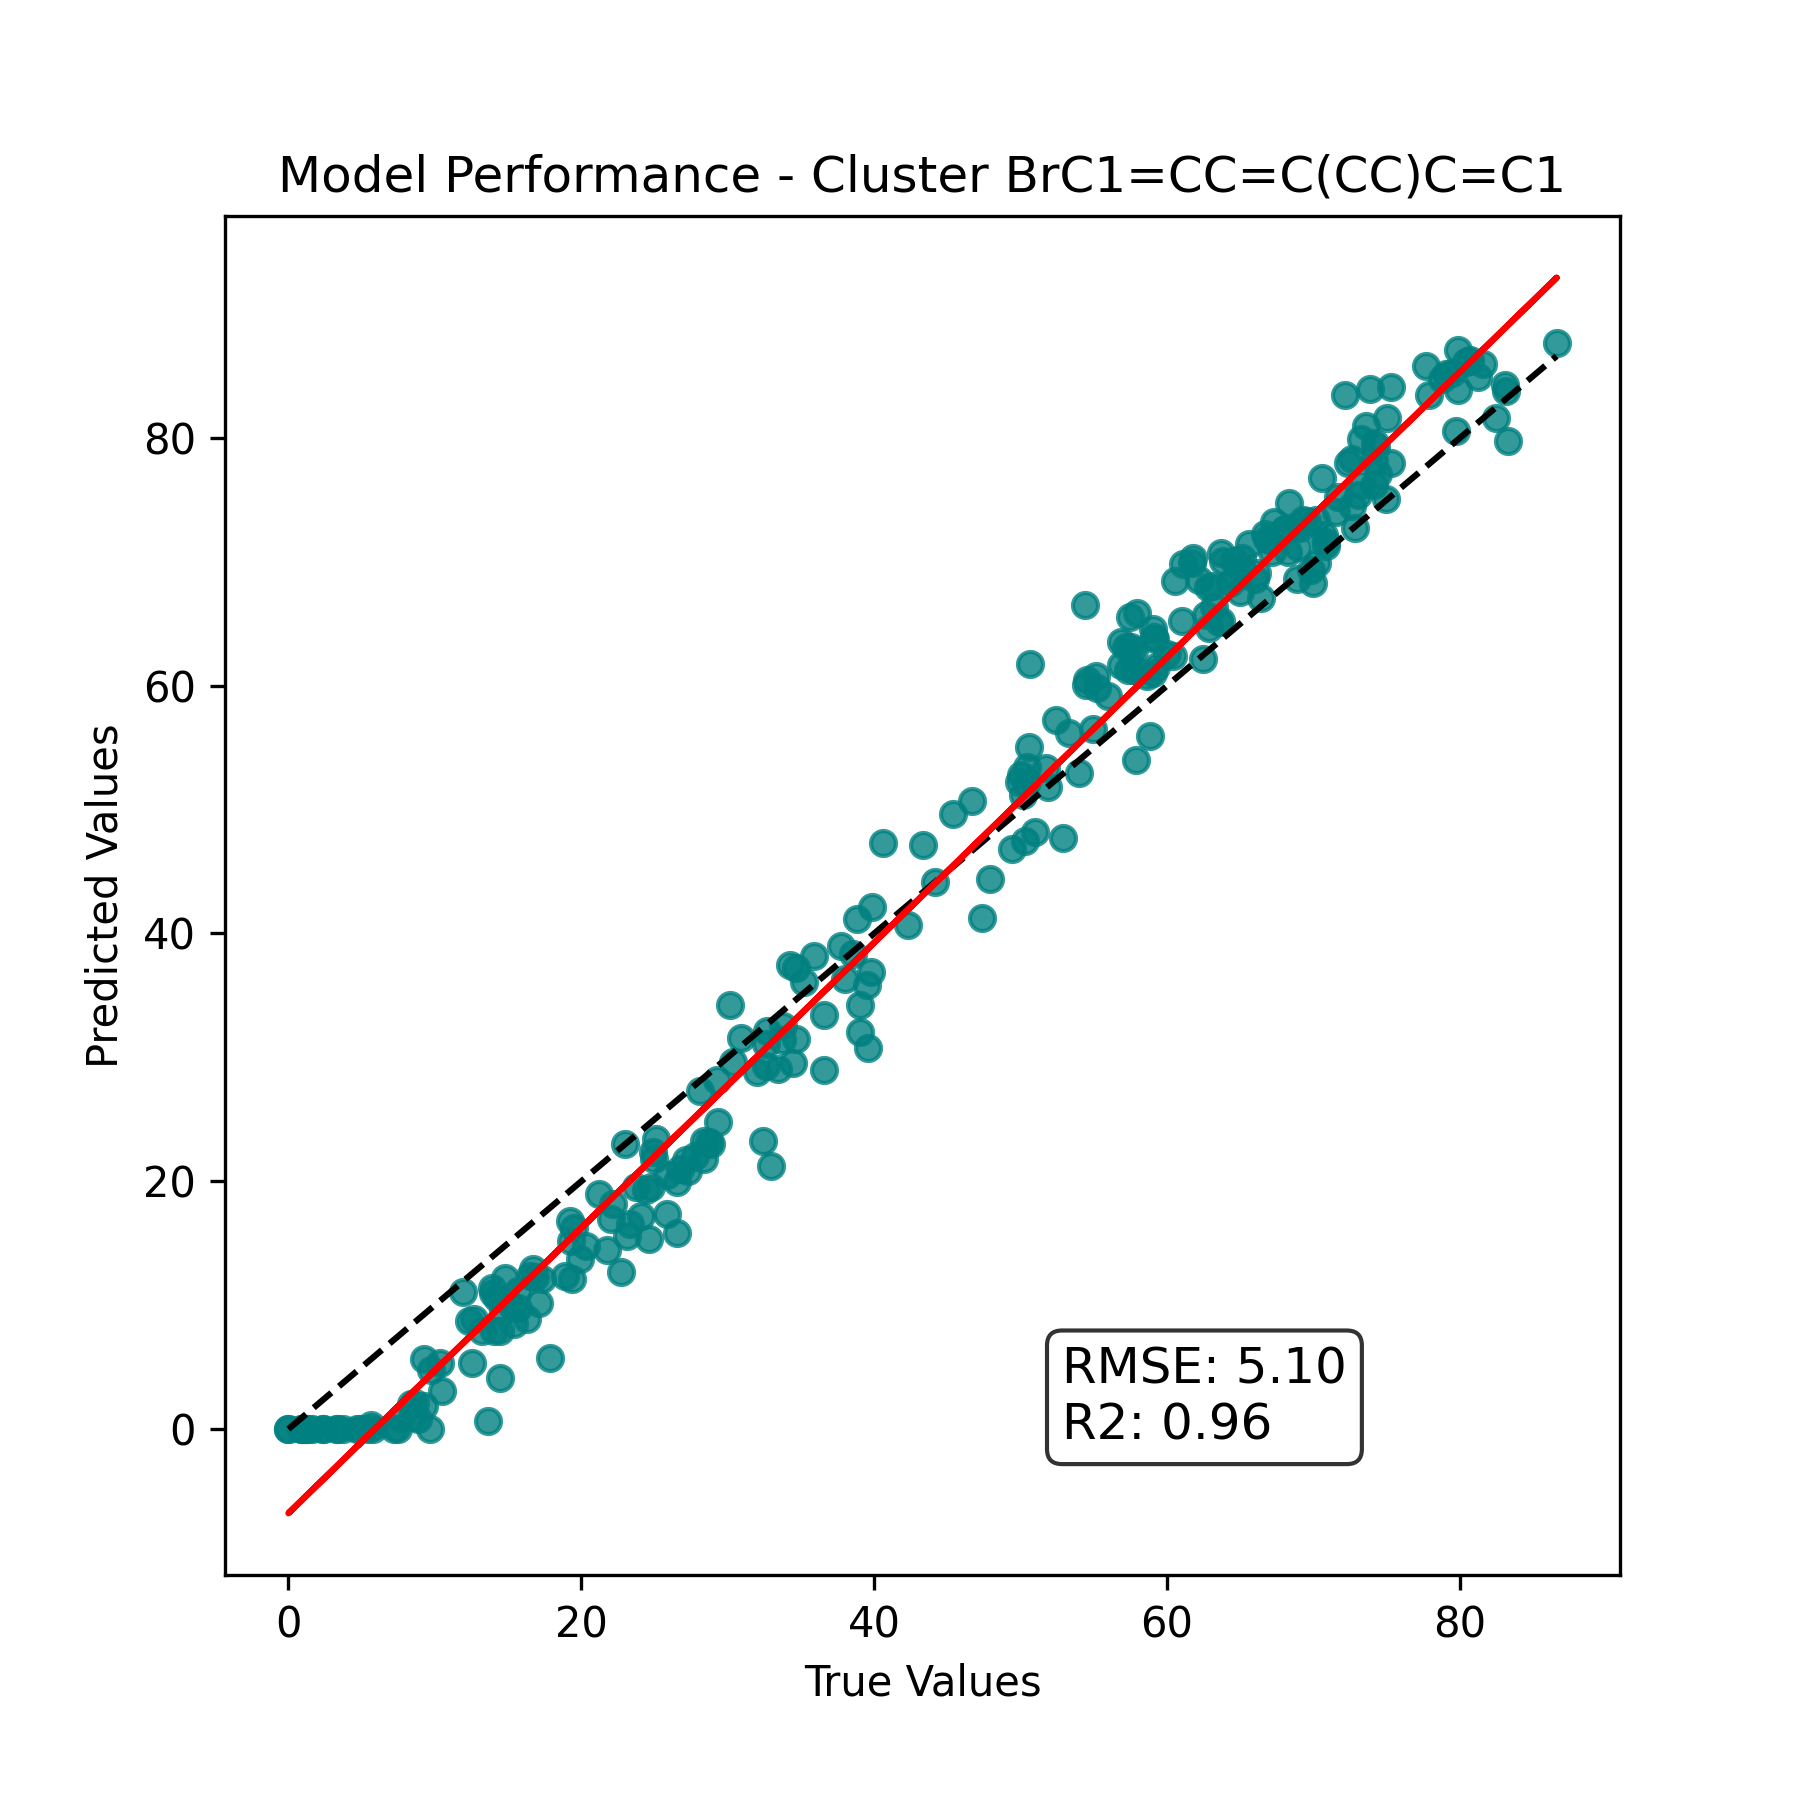 Model Performance - Cluster BrC1=CC=C(CC)C=C1
Predicted Values
80
60
40
20
0
RMSE: 5.10
R2: 0.96
0 20 40 60 80
True Values